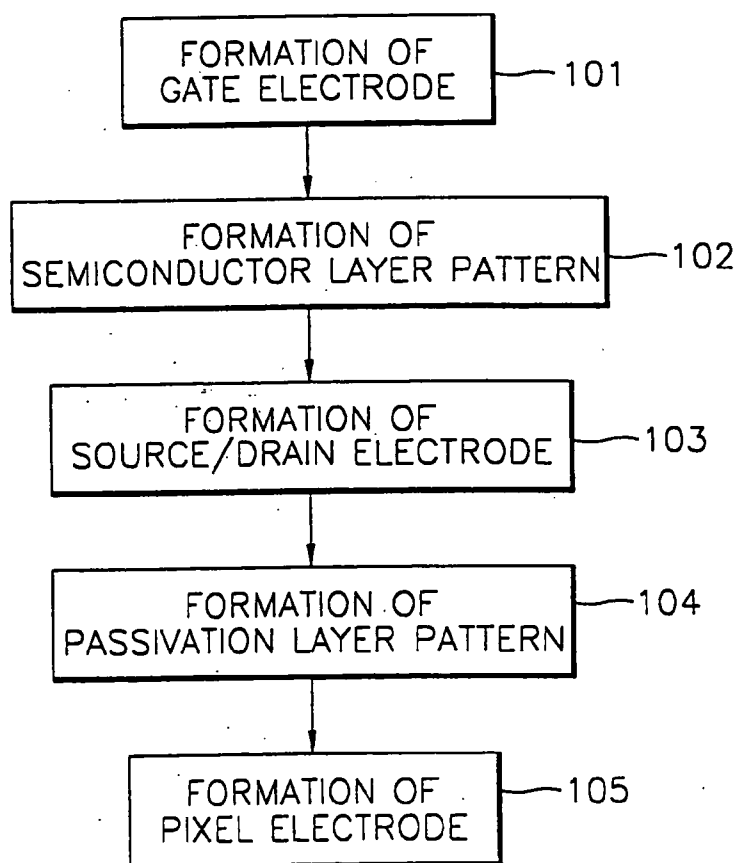 FORMATION OF
GATE ELECTRODE
101
FORMATION OF
SEMICONDUCTOR LAYER PATTERN
102
FORMATION OF
SOURCE/DRAIN ELECTRODE
103
FORMATION OF
PASSIVATION LAYER PATTERN
104
FORMATION OF
PIXEL ELECTRODE
105